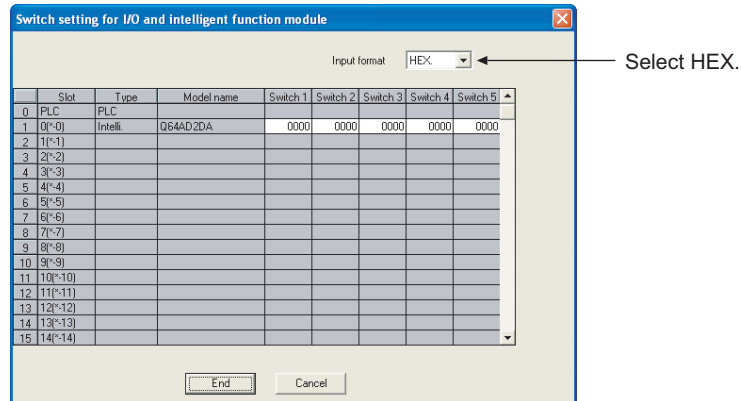 Switch setting for I/O and intelligent function module
Input format HEX. Select HEX.
Slot Type Model name Switch 1 Switch 2 Switch 3 Switch 4 Switch 5
0 PLC PLC
1 0(*-0) Intelli. Q64AD2DA 0000 0000 0000 0000 0000
2 1(*-1)
3 2(*-2)
4 3(*-3)
5 4(*-4)
6 5(*-5)
7 6(*-6)
8 7(*-7)
9 8(*-8)
10 9(*-9)
11 10(*-10)
12 11(*-11)
13 12(*-12)
14 13(*-13)
15 14(*-14)
End Cancel